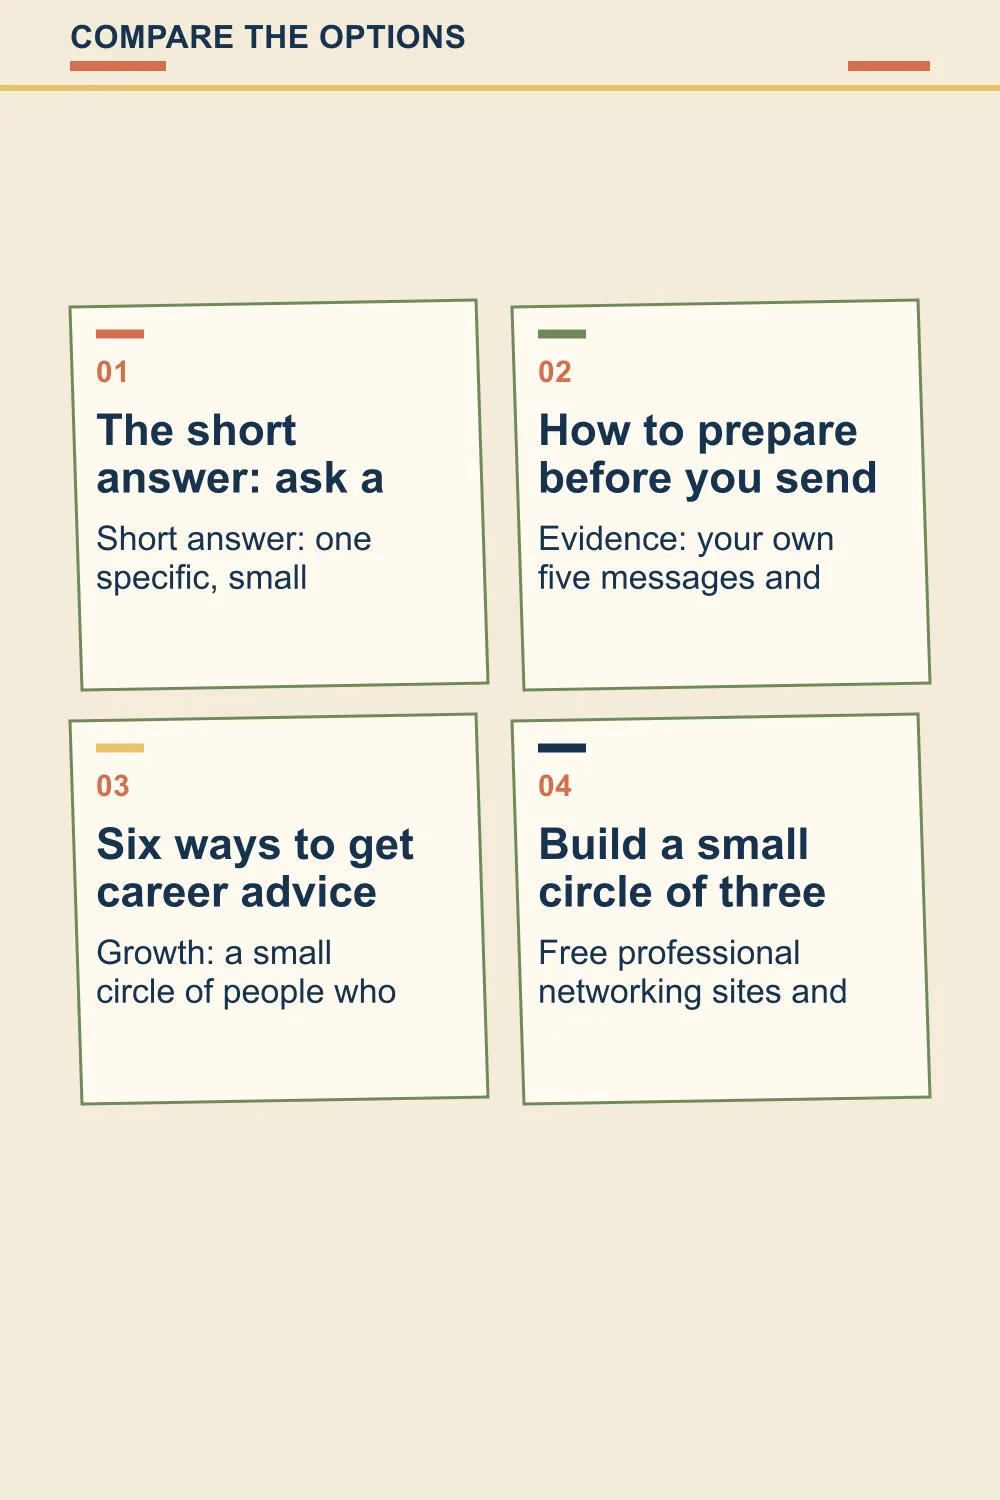 COMPARE THE OPTIONS
01
The short
answer: ask a
Short answer: one
specific, small
02
How to prepare
before you send
Evidence: your own
five messages and
03
Six ways to get
career advice
Growth: a small
circle of people who
04
Build a small
circle of three
Free professional
networking sites and